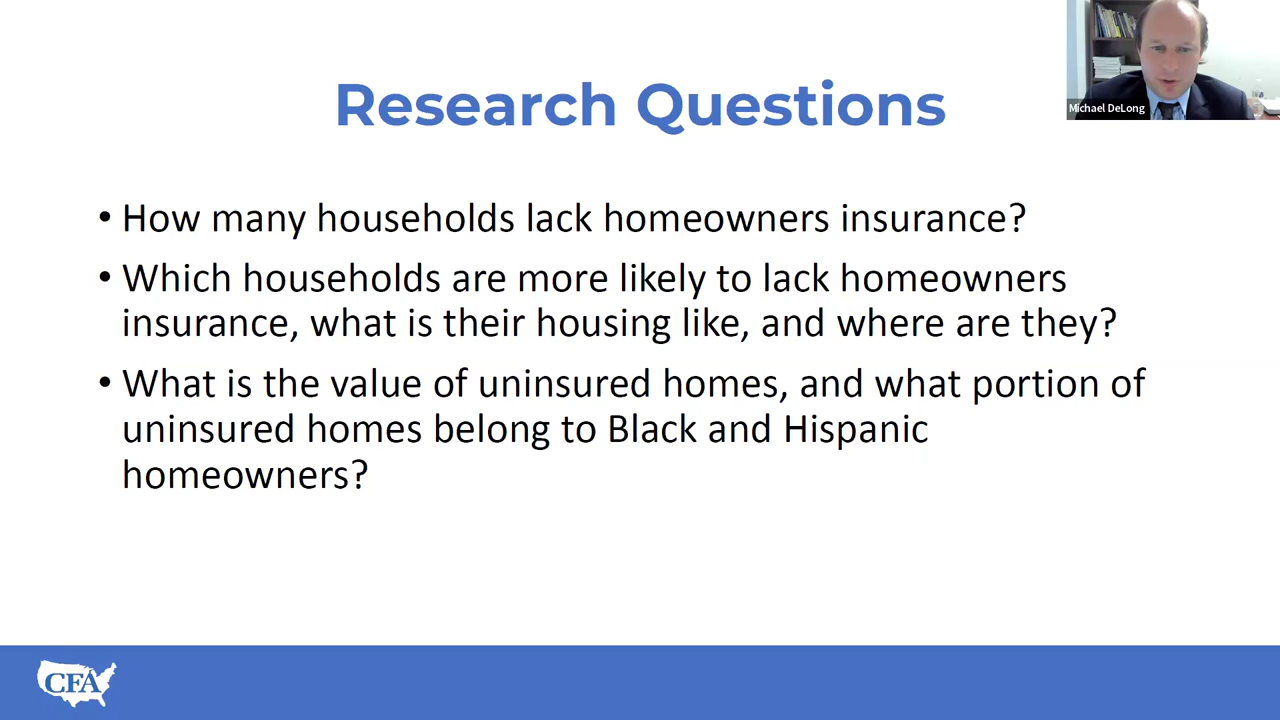 Research Questions
Michael DeLong
• How many households lack homeowners insurance?
• Which households are more likely to lack homeowners
insurance, what is their housing like, and where are they?
• What is the value of uninsured homes, and what portion of
uninsured homes belong to Black and Hispanic
homeowners?
CFA